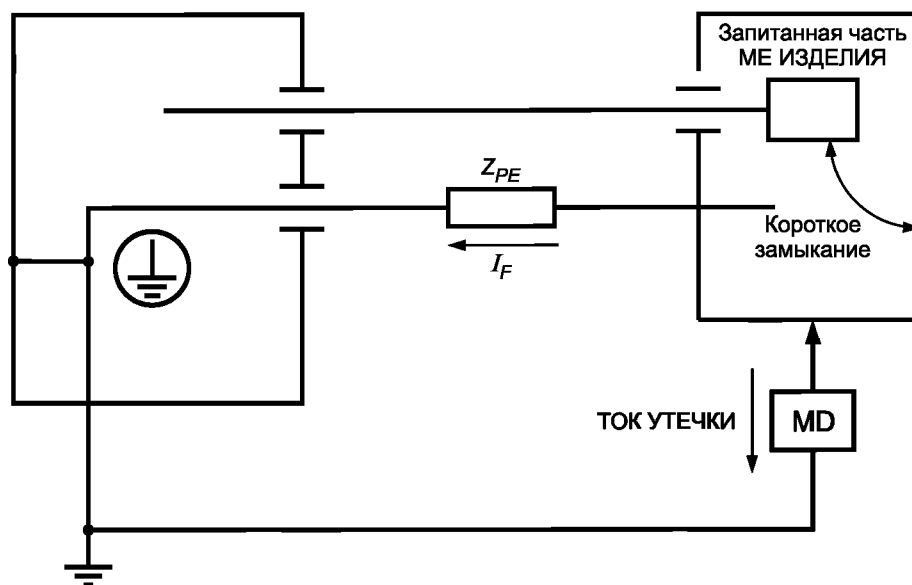 Запитанная часть
МЕ ИЗДЕЛИЯ
Z_PE
I_F
Короткое
замыкание
ТОК УТЕЧКИ
MD